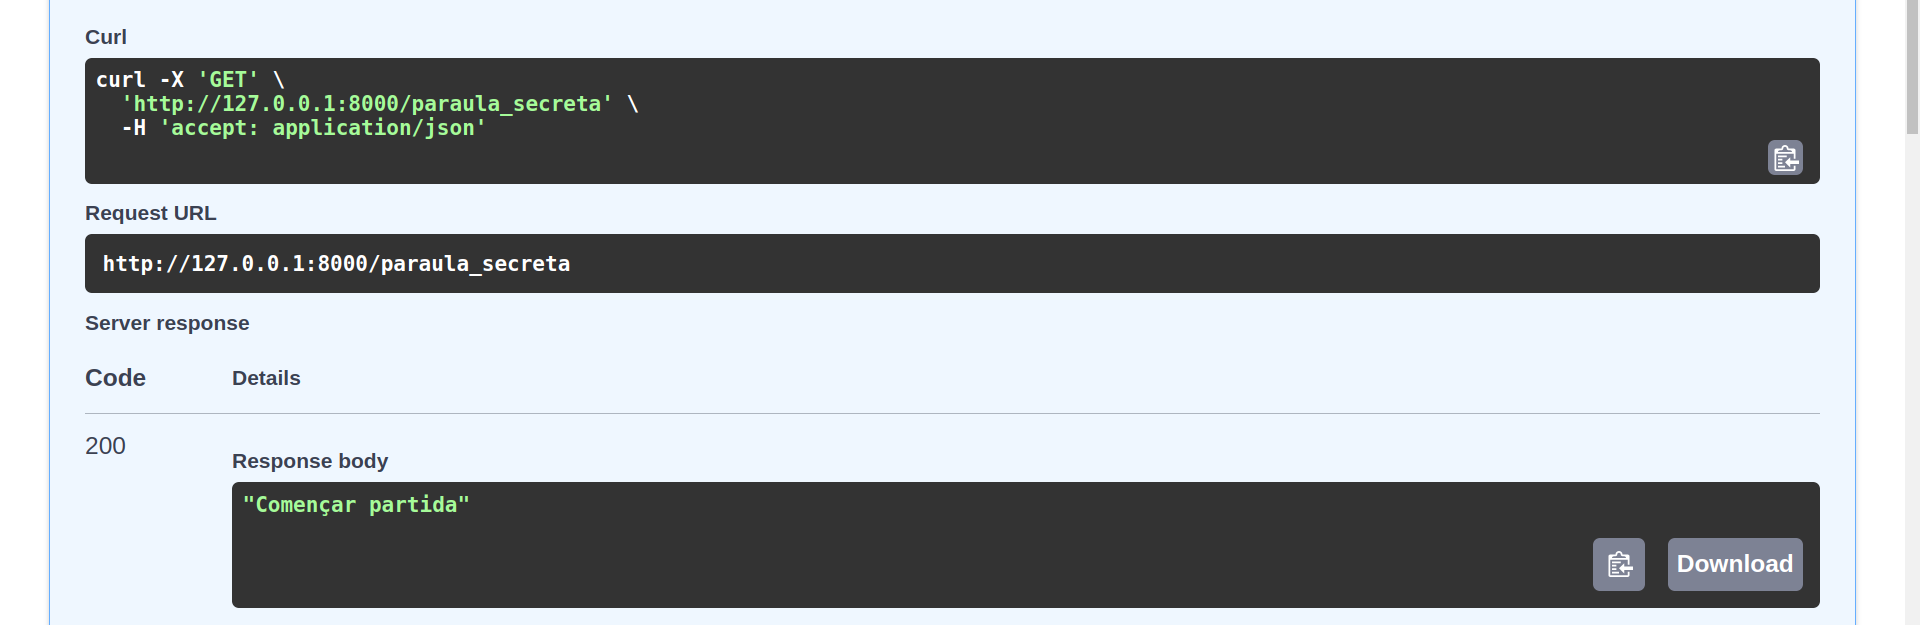 Curl
curl -X 'GET' \
  'http://127.0.0.1:8000/paraula_secreta' \
  -H 'accept: application/json'
Request URL
http://127.0.0.1:8000/paraula_secreta
Server response
Code Details
200
Response body
"Començar partida"
Download